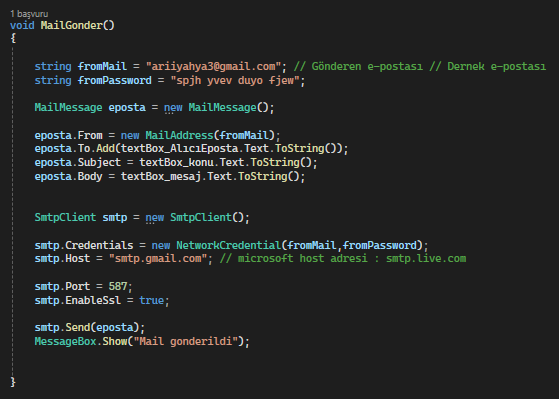 1 başvuru
void MailGonder()
{
string fromMail = "ariiyahya3@gmail.com"; // Gönderen e-postası // Dernek e-postası
string fromPassword = "spjh yvev duyo fjew";
MailMessage eposta = new MailMessage();
eposta.From = new MailAddress(fromMail);
eposta.To.Add(textBox_AlıcıEposta.Text.ToString());
eposta.Subject = textBox_konu.Text.ToString();
eposta.Body = textBox_mesaj.Text.ToString();
SmtpClient smtp = new SmtpClient();
smtp.Credentials = new NetworkCredential(fromMail,fromPassword);
smtp.Host = "smtp.gmail.com"; // microsoft host adresi : smtp.live.com
smtp.Port = 587;
smtp.EnableSsl = true;
smtp.Send(eposta);
MessageBox.Show("Mail gonderildi");
}